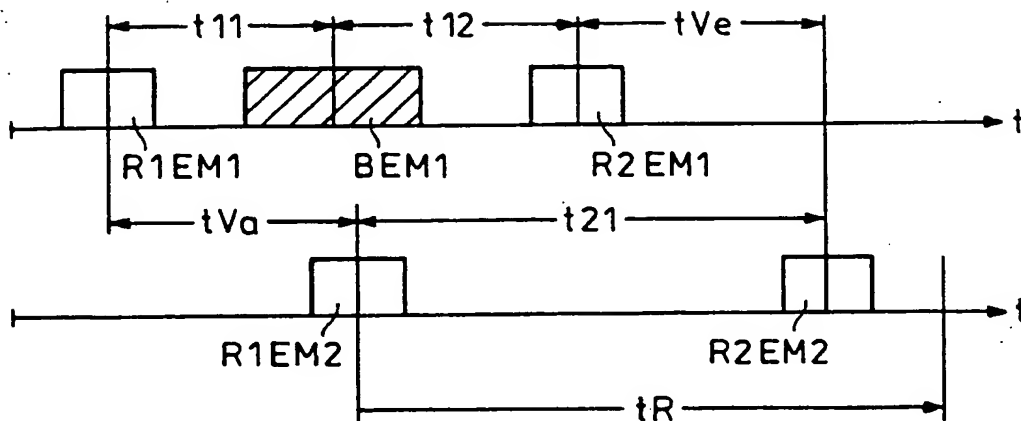 t11 t12 tVe
t
R1EM1 BEM1 R2EM1
tVa t21
t
R1EM2 R2EM2
tR